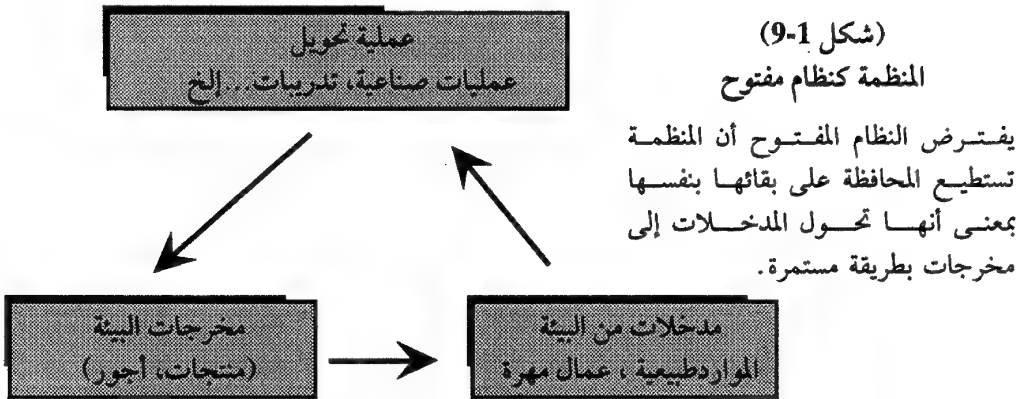 (شكل 1-9)
المنظمة كنظام مفتوح
يفترض النظام المفتوح أن المنظمة
تستطيع المحافظة على بقائها بنفسها
بمعنى أنها تحول المدخلات إلى
مخرجات بطريقة مستمرة.
عملية تحويل
عمليات صناعية، تدريبات...إلخ
مدخلات من البيئة
المواردطبيعية ، عمال مهرة
مخرجات البيئة
(منتجات، أجور)